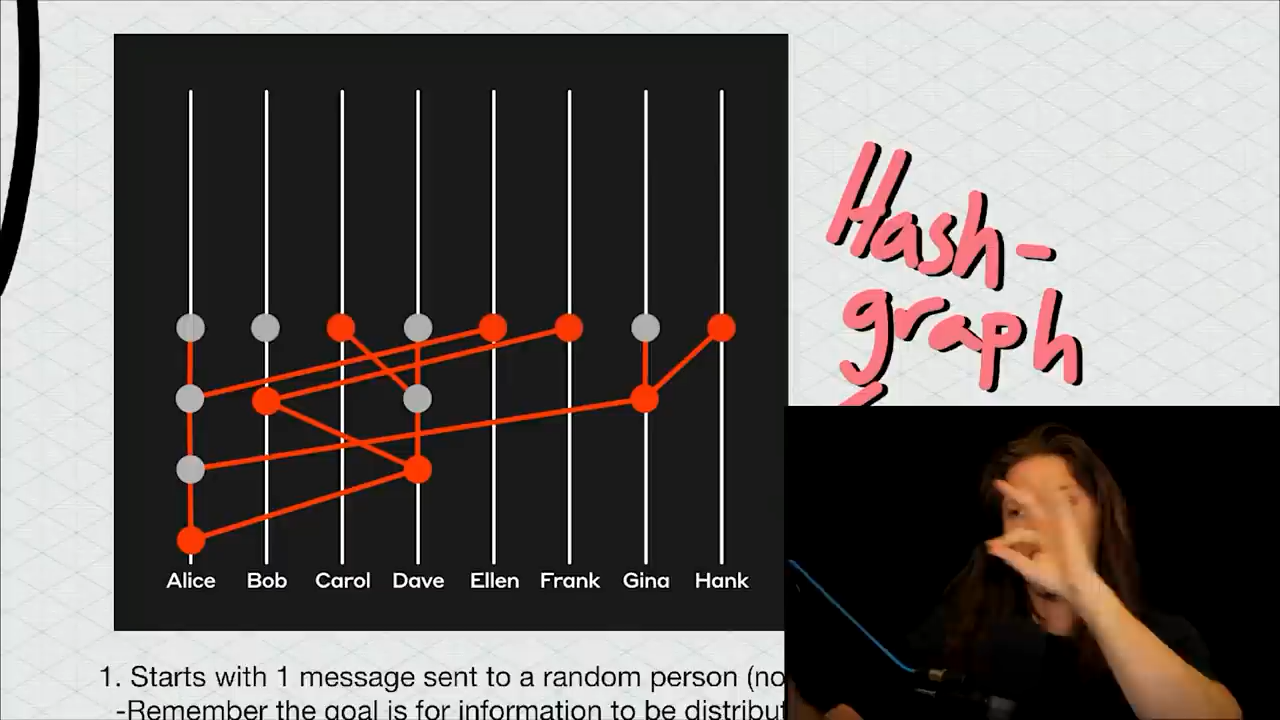 Hash-
graph
Alice Bob Carol Dave Ellen Frank Gina Hank
1. Starts with 1 message sent to a random person (no
-Remember the goal is for information to be distribut